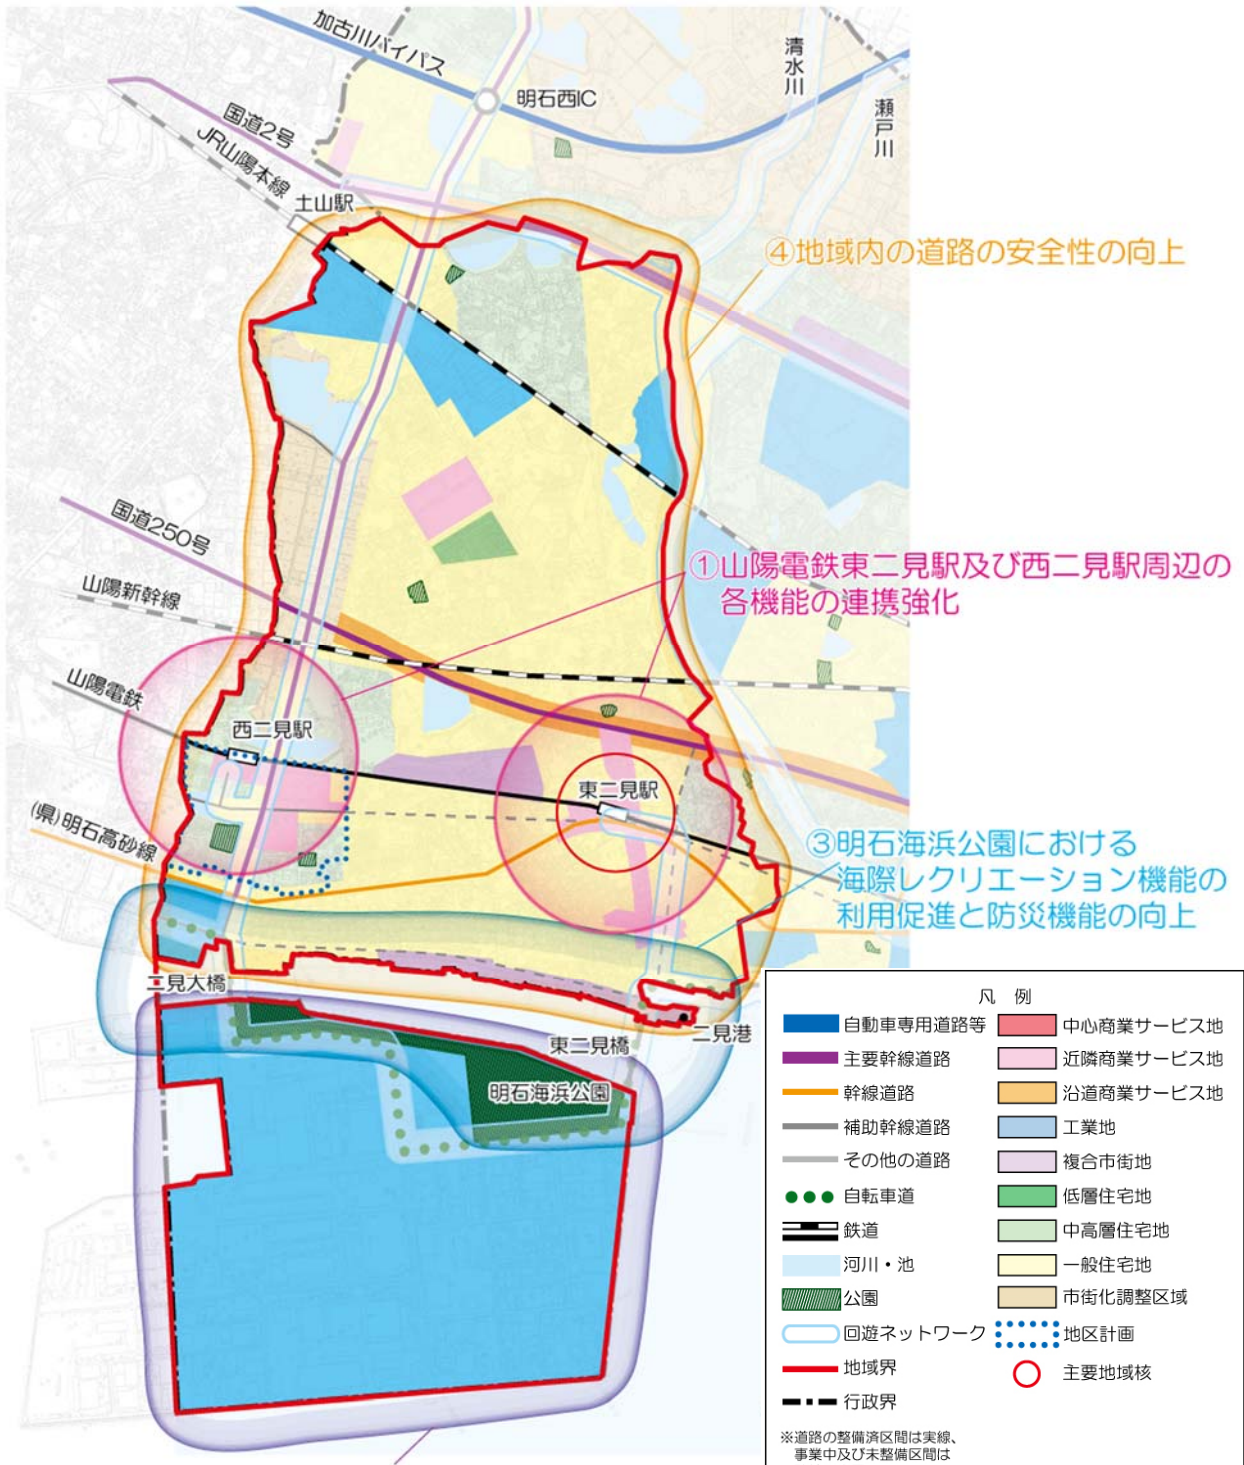 加古川バイパス
清水川
明石西IC
瀬戸川
国道2号
JR山陽本線
土山駅
④地域内の道路の安全性の向上
国道250号
①山陽電鉄東二見駅及び西二見駅周辺の
各機能の連携強化
山陽新幹線
山陽電鉄
西二見駅
東二見駅
(県)明石高砂線
③明石海浜公園における
海際レクリエーション機能の
利用促進と防災機能の向上
二見大橋
二見港
東二見橋
明石海浜公園
凡 例
自動車専用道路等
主要幹線道路
幹線道路
補助幹線道路
その他の道路
自転車道
鉄道
河川・池
公園
回遊ネットワーク
地域界
行政界
中心商業サービス地
近隣商業サービス地
沿道商業サービス地
工業地
複合市街地
低層住宅地
中高層住宅地
一般住宅地
市街化調整区域
地区計画
主要地域核
※道路の整備済区間は実線、
事業中及び未整備区間は